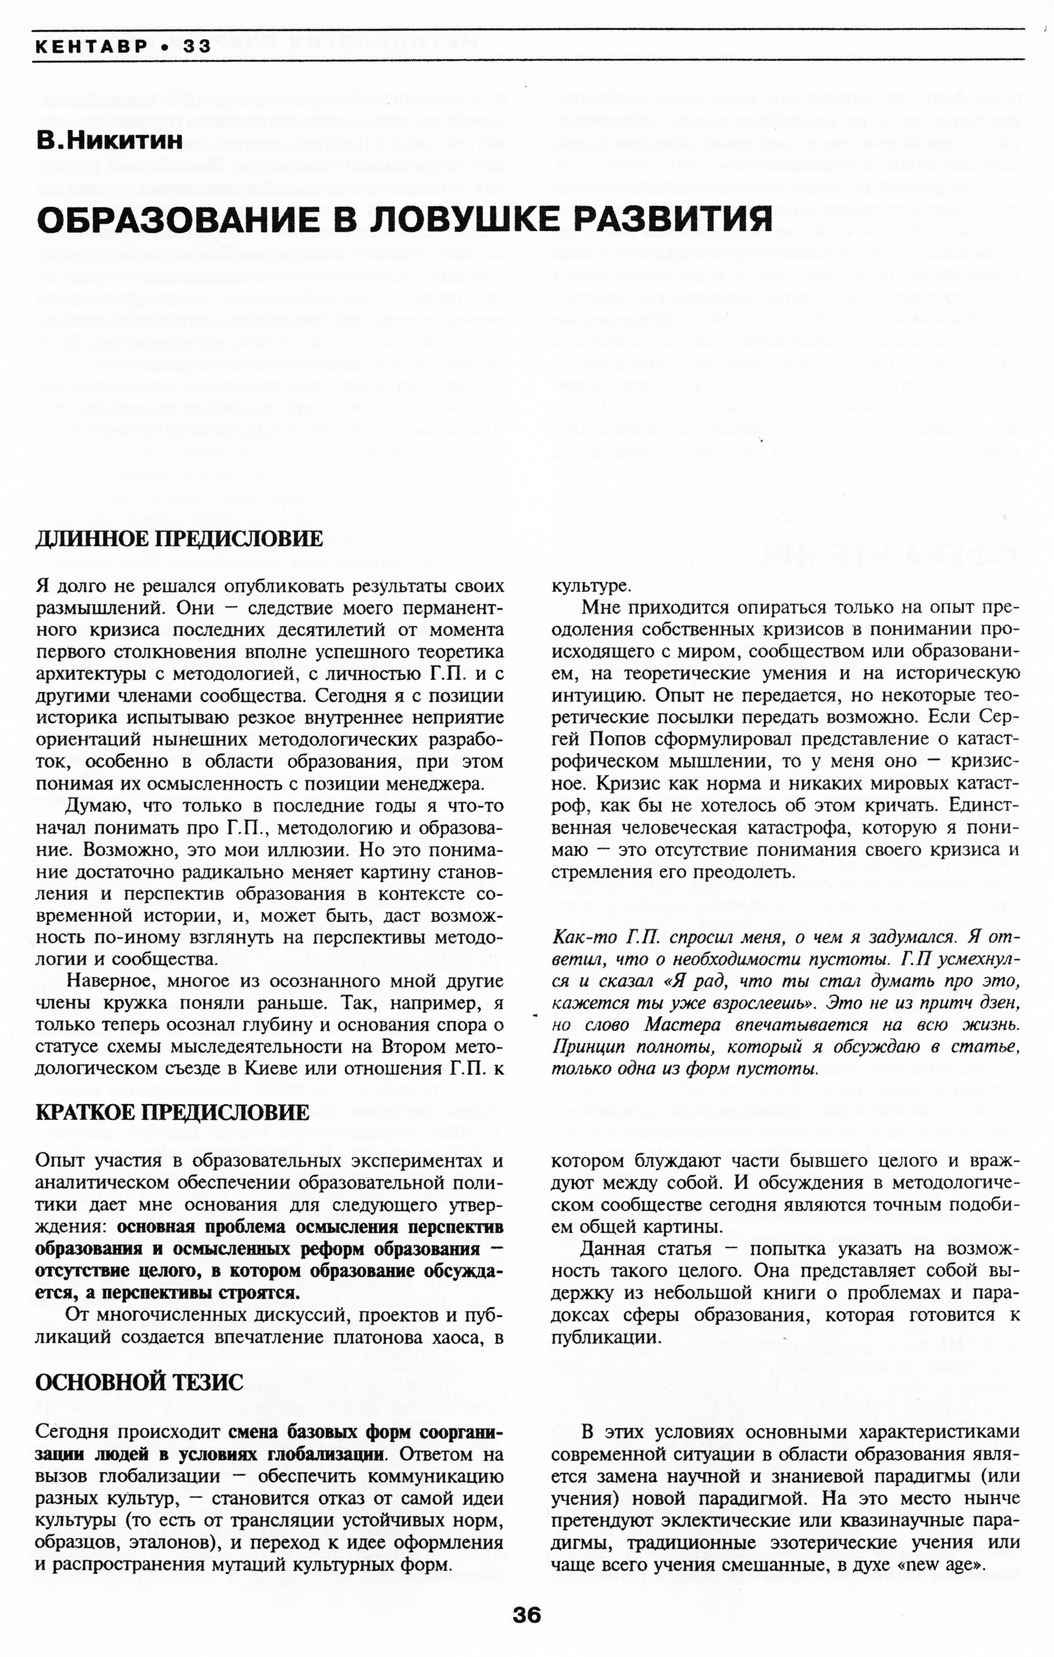 КЕНТАВР • 33
В.Никитин
ОБРАЗОВАНИЕ В ЛОВУШКЕ РАЗВИТИЯ
ДЛИННОЕ ПРЕДИСЛОВИЕ
Я долго не решался опубликовать результаты своих
размышлений. Они — следствие моего перманент-
ного кризиса последних десятилетий от момента
первого столкновения вполне успешного теоретика
архитектуры с методологией, с личностью Г.П. и с
другими членами сообщества. Сегодня я с позиции
историка испытываю резкое внутреннее неприятие
ориентаций нынешних методологических разрабо-
ток, особенно в области образования, при этом
понимая их осмысленность с позиции менеджера.
Думаю, что только в последние годы я что-то
начал понимать про Г.П., методологию и образова-
ние. Возможно, это мои иллюзии. Но это понима-
ние достаточно радикально меняет картину станов-
ления и перспектив образования в контексте со-
временной истории, и, может быть, даст возмож-
ность по-иному взглянуть на перспективы методо-
логии и сообщества.
Наверное, многое из осознанного мной другие
члены кружка поняли раньше. Так, например, я
только теперь осознал глубину и основания спора о
статусе схемы мыследеятельности на Втором мето-
дологическом съезде в Киеве или отношения Г.П. к
культуре.
Мне приходится опираться только на опыт пре-
одоления собственных кризисов в понимании про-
исходящего с миром, сообществом или образовани-
ем, на теоретические умения и на историческую
интуицию. Опыт не передается, но некоторые тео-
ретические посылки передать возможно. Если Сер-
гей Попов сформулировал представление о катаст-
рофическом мышлении, то у меня оно — кризис-
ное. Кризис как норма и никаких мировых катаст-
роф, как бы не хотелось об этом кричать. Единст-
венная человеческая катастрофа, которую я пони-
маю — это отсутствие понимания своего кризиса и
стремления его преодолеть.
Как-то Г.П. спросил меня, о чем я задумался. Я от-
ветил, что о необходимости пустоты. Г.П усмехнул-
ся и сказал «Я рад, что ты стал думать про это,
кажется ты уже взрослеешь». Это не из притч дзен,
но слово Мастера впечатывается на всю жизнь.
Принцип полноты, который я обсуждаю в статье,
только одна из форм пустоты.
КРАТКОЕ ПРЕДИСЛОВИЕ
Опыт участия в образовательных экспериментах и
аналитическом обеспечении образовательной поли-
тики дает мне основания для следующего утвер-
ждения: основная проблема осмысления перспектив
образования и осмысленных реформ образования —
отсутствие целого, в котором образование обсужда-
ется, а перспективы строятся.
От многочисленных дискуссий, проектов и пуб-
ликаций создается впечатление платонова хаоса, в
котором блуждают части бывшего целого и враж-
дуют между собой. И обсуждения в методологиче-
ском сообществе сегодня являются точным подоби-
ем общей картины.
Данная статья — попытка указать на возмож-
ность такого целого. Она представляет собой вы-
держку из небольшой книги о проблемах и пара-
доксах сферы образования, которая готовится к
публикации.
ОСНОВНОЙ ТЕЗИС
Сегодня происходит смена базовых форм соорганы-
зации людей в условиях глобализации. Ответом на
вызов глобализации — обеспечить коммуникацию
разных культур, — становится отказ от самой идеи
культуры (то есть от трансляции устойчивых норм,
образцов, эталонов), и переход к идее оформления
и распространения мутаций культурных форм.
В этих условиях основными характеристиками
современной ситуации в области образования явля-
ется замена научной и знаниевой парадигмы (или
учения) новой парадигмой. На это место нынче
претендуют эклектические или квазинаучные пара-
дигмы, традиционные эзотерические учения или
чаще всего учения смешанные, в духе «new age».
36